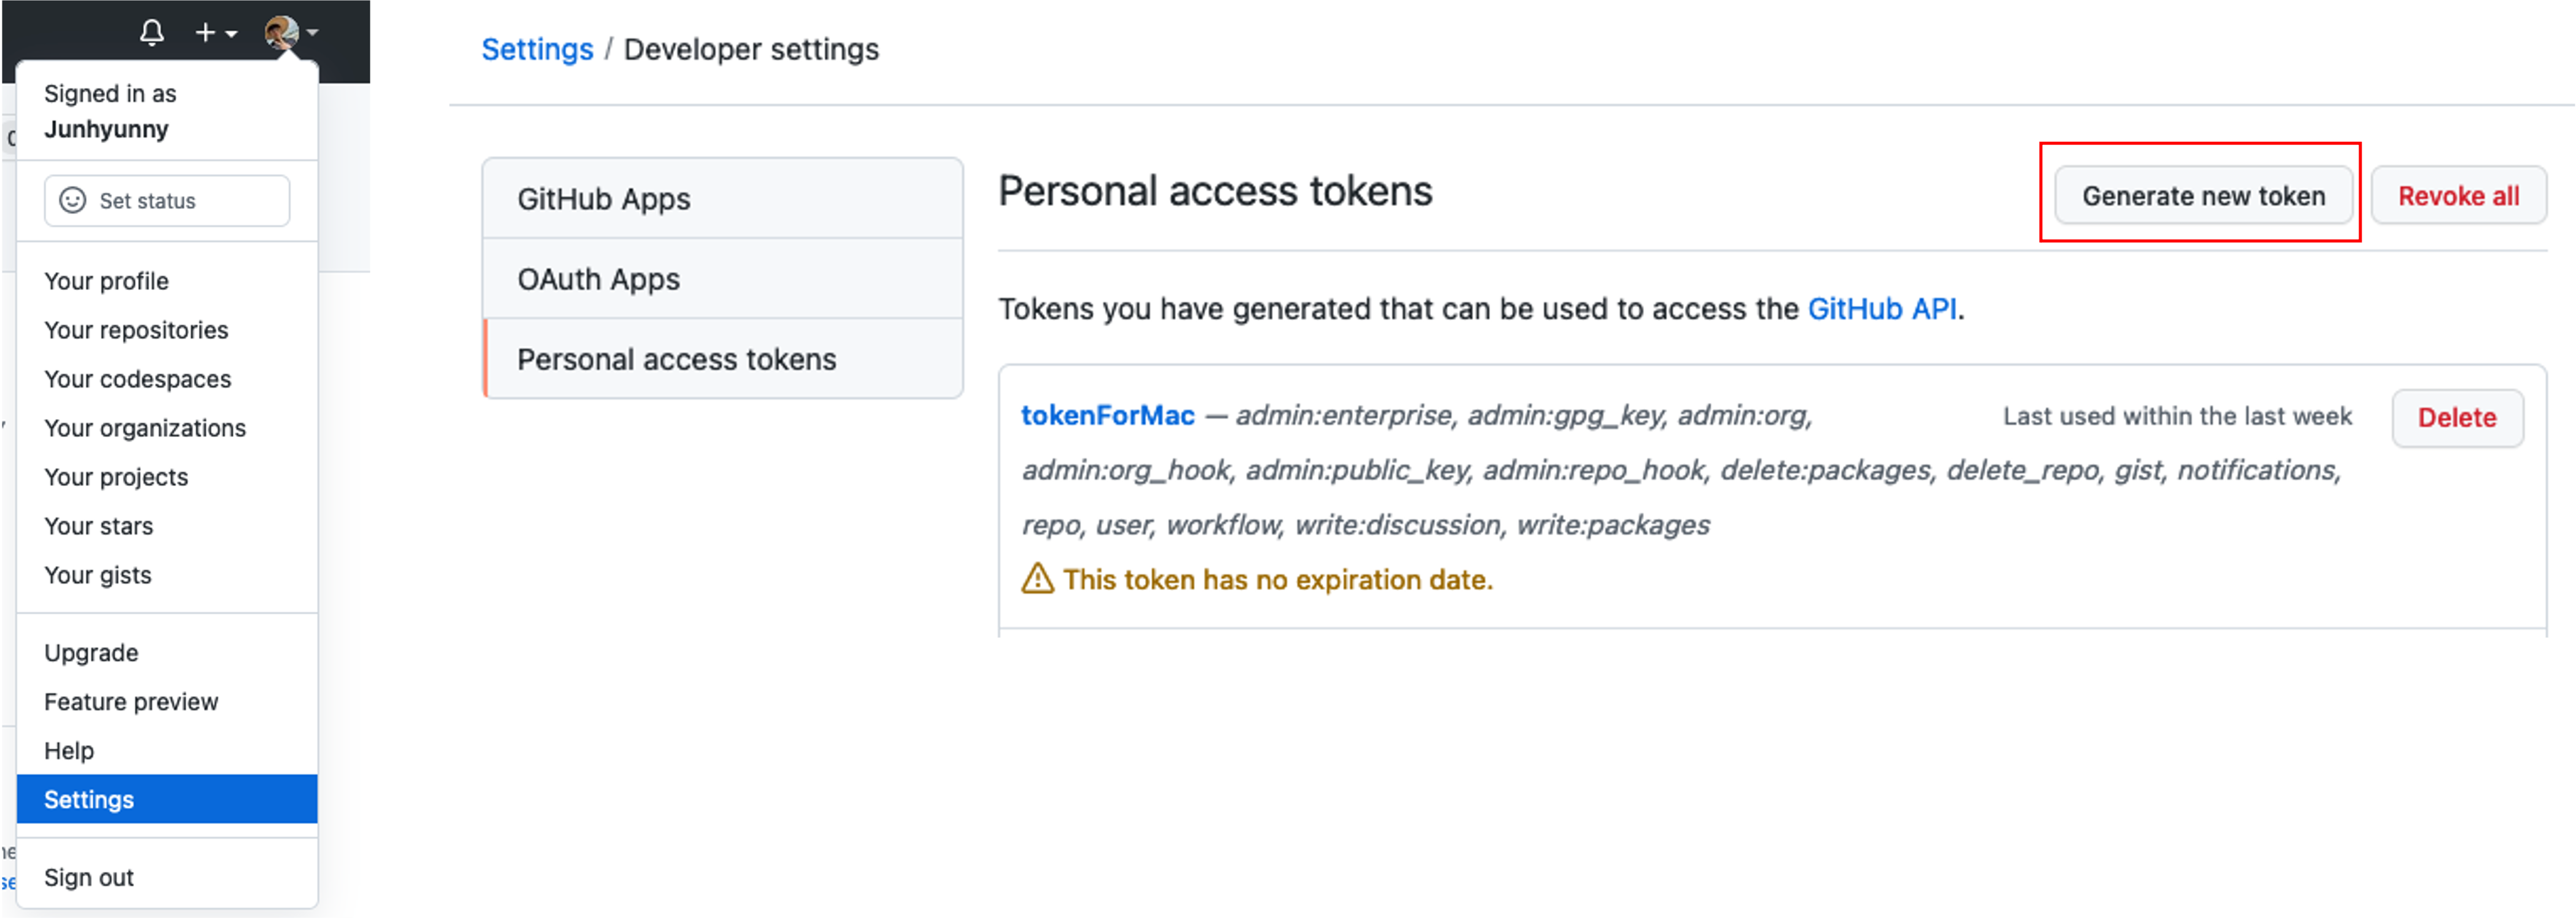 Signed in as
Junhyunny
Set status
Your profile
Your repositories
Your codespaces
Your organizations
Your projects
Your stars
Your gists
Upgrade
Feature preview
Help
Settings
Sign out
Settings / Developer settings
GitHub Apps
OAuth Apps
Personal access tokens
Personal access tokens
Generate new token
Revoke all
Tokens you have generated that can be used to access the GitHub API.
tokenForMac — admin:enterprise, admin:gpg_key, admin:org,
Last used within the last week
Delete
admin:org_hook, admin:public_key, admin:repo_hook, delete:packages, delete_repo, gist, notifications,
repo, user, workflow, write:discussion, write:packages
This token has no expiration date.